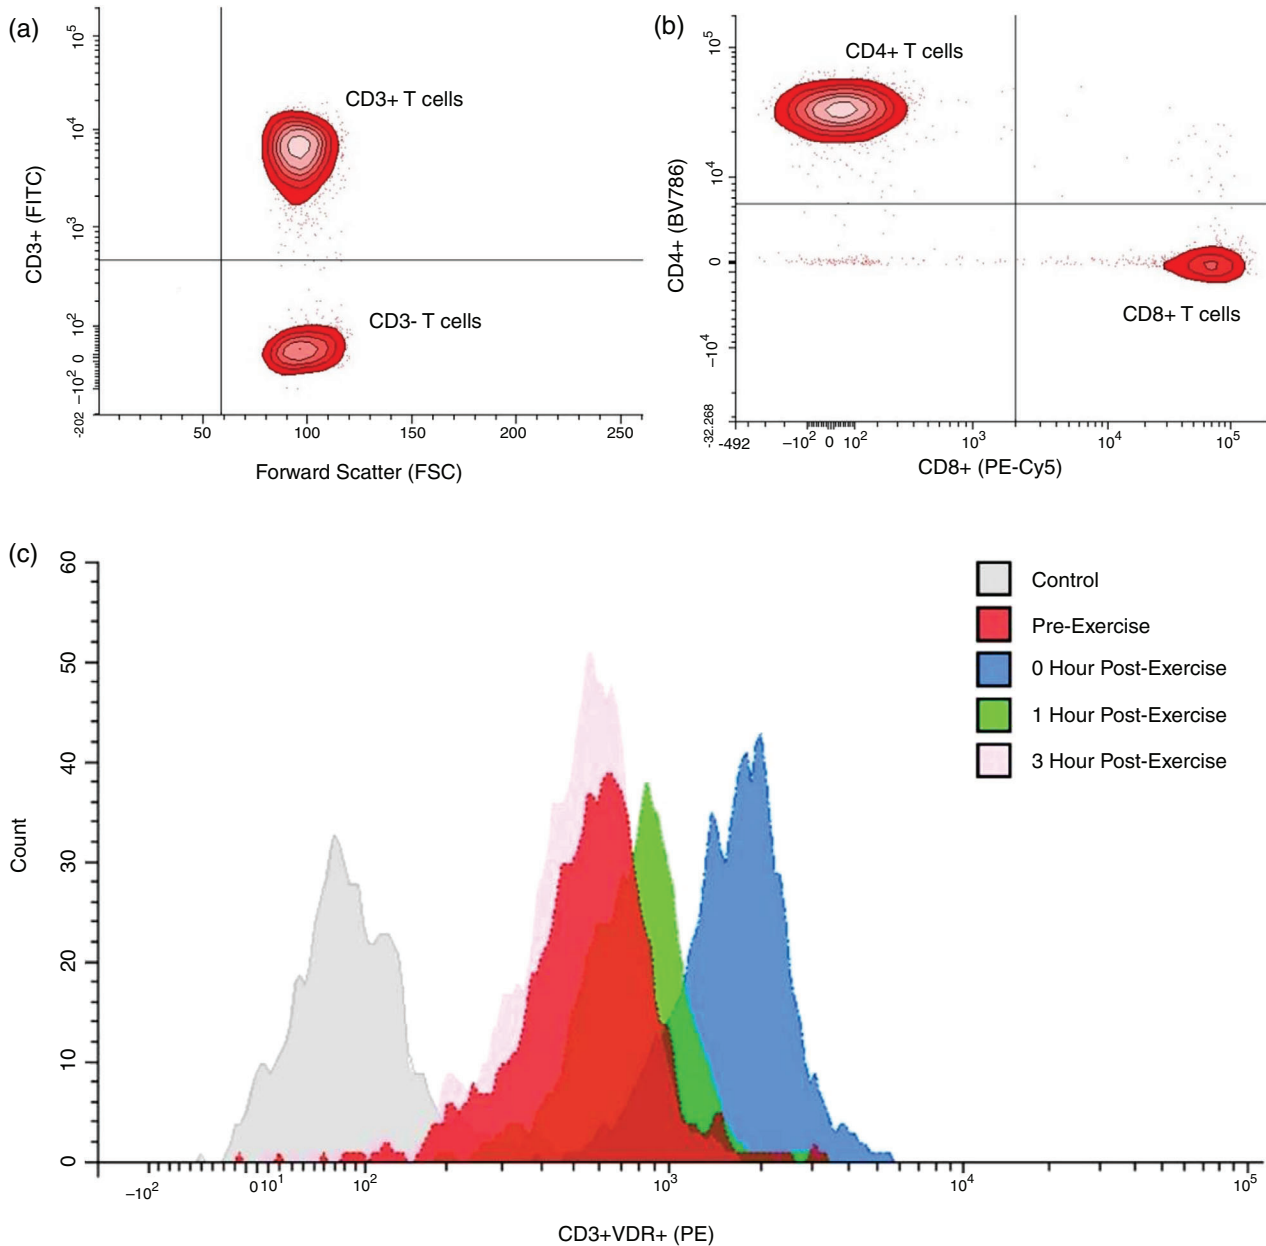 (a)
10^5
10^4
10^3
10^2
0
−10^2
-202
CD3+ (FITC)
CD3+ T cells
CD3- T cells
50 100 150 200 250
Forward Scatter (FSC)
(b)
10^5
10^4
0
−10^4
-32.268
CD4+ (BV786)
CD4+ T cells
CD8+ T cells
-492 −10^2 0 10^2 10^3 10^4 10^5
CD8+ (PE-Cy5)
(c)
60
50
40
30
20
10
0
Count
Control
Pre-Exercise
0 Hour Post-Exercise
1 Hour Post-Exercise
3 Hour Post-Exercise
−10^2 0 10^1 10^2 10^3 10^4 10^5
CD3+VDR+ (PE)